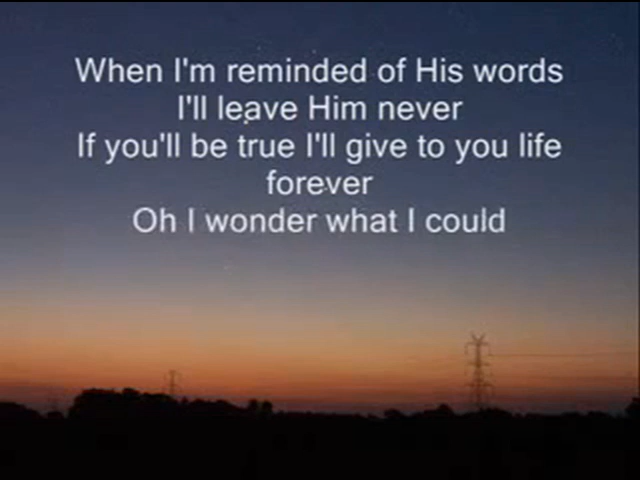 When I'm reminded of His words
I'll leave Him never
If you'll be true I'll give to you life
forever
Oh I wonder what I could